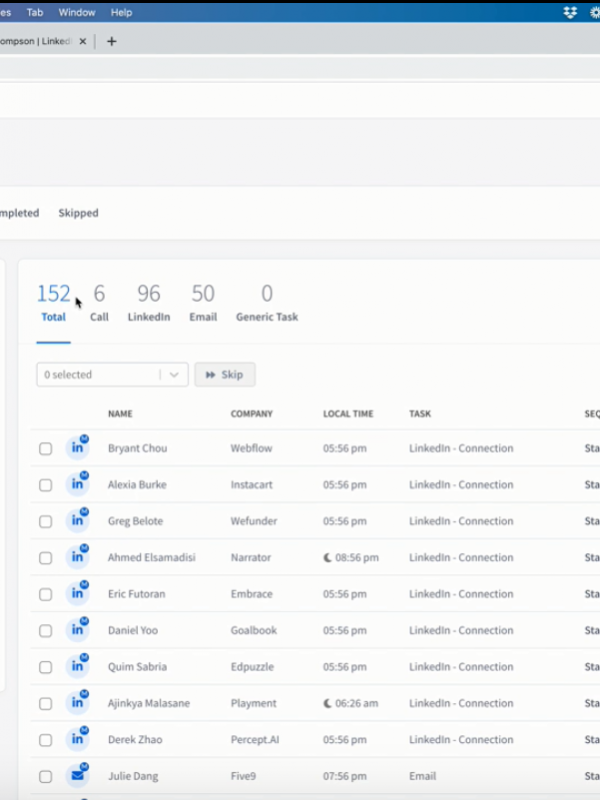 es Tab Window Help
ompson | Linked
mpleted Skipped
152 6 96 50 0
Total Call LinkedIn Email Generic Task
0 selected Skip
NAME COMPANY LOCAL TIME TASK SEQ
in M Bryant Chou Webflow 05:56 pm LinkedIn - Connection Sta
in M Alexia Burke Instacart 05:56 pm LinkedIn - Connection Sta
in M Greg Belote Wefunder 05:56 pm LinkedIn - Connection Sta
in M Ahmed Elsamadisi Narrator 08:56 pm LinkedIn - Connection Sta
in M Eric Futoran Embrace 05:56 pm LinkedIn - Connection Sta
in M Daniel Yoo Goalbook 05:56 pm LinkedIn - Connection Sta
in M Quim Sabria Edpuzzle 05:56 pm LinkedIn - Connection Sta
in M Ajinkya Malasane Playment 06:26 am LinkedIn - Connection Sta
in M Derek Zhao Percept.AI 05:56 pm LinkedIn - Connection Sta
M Julie Dang Five9 07:56 pm Email Sta